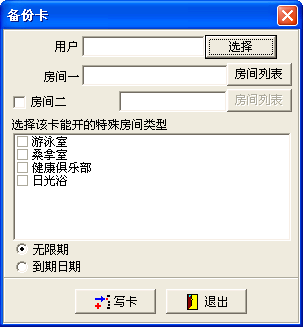 备份卡
用户 选择
房间一 房间列表
房间二 房间列表
选择该卡能开的特殊房间类型
游泳室
桑拿室
健康俱乐部
日光浴
无限期
到期日期
写卡 退出